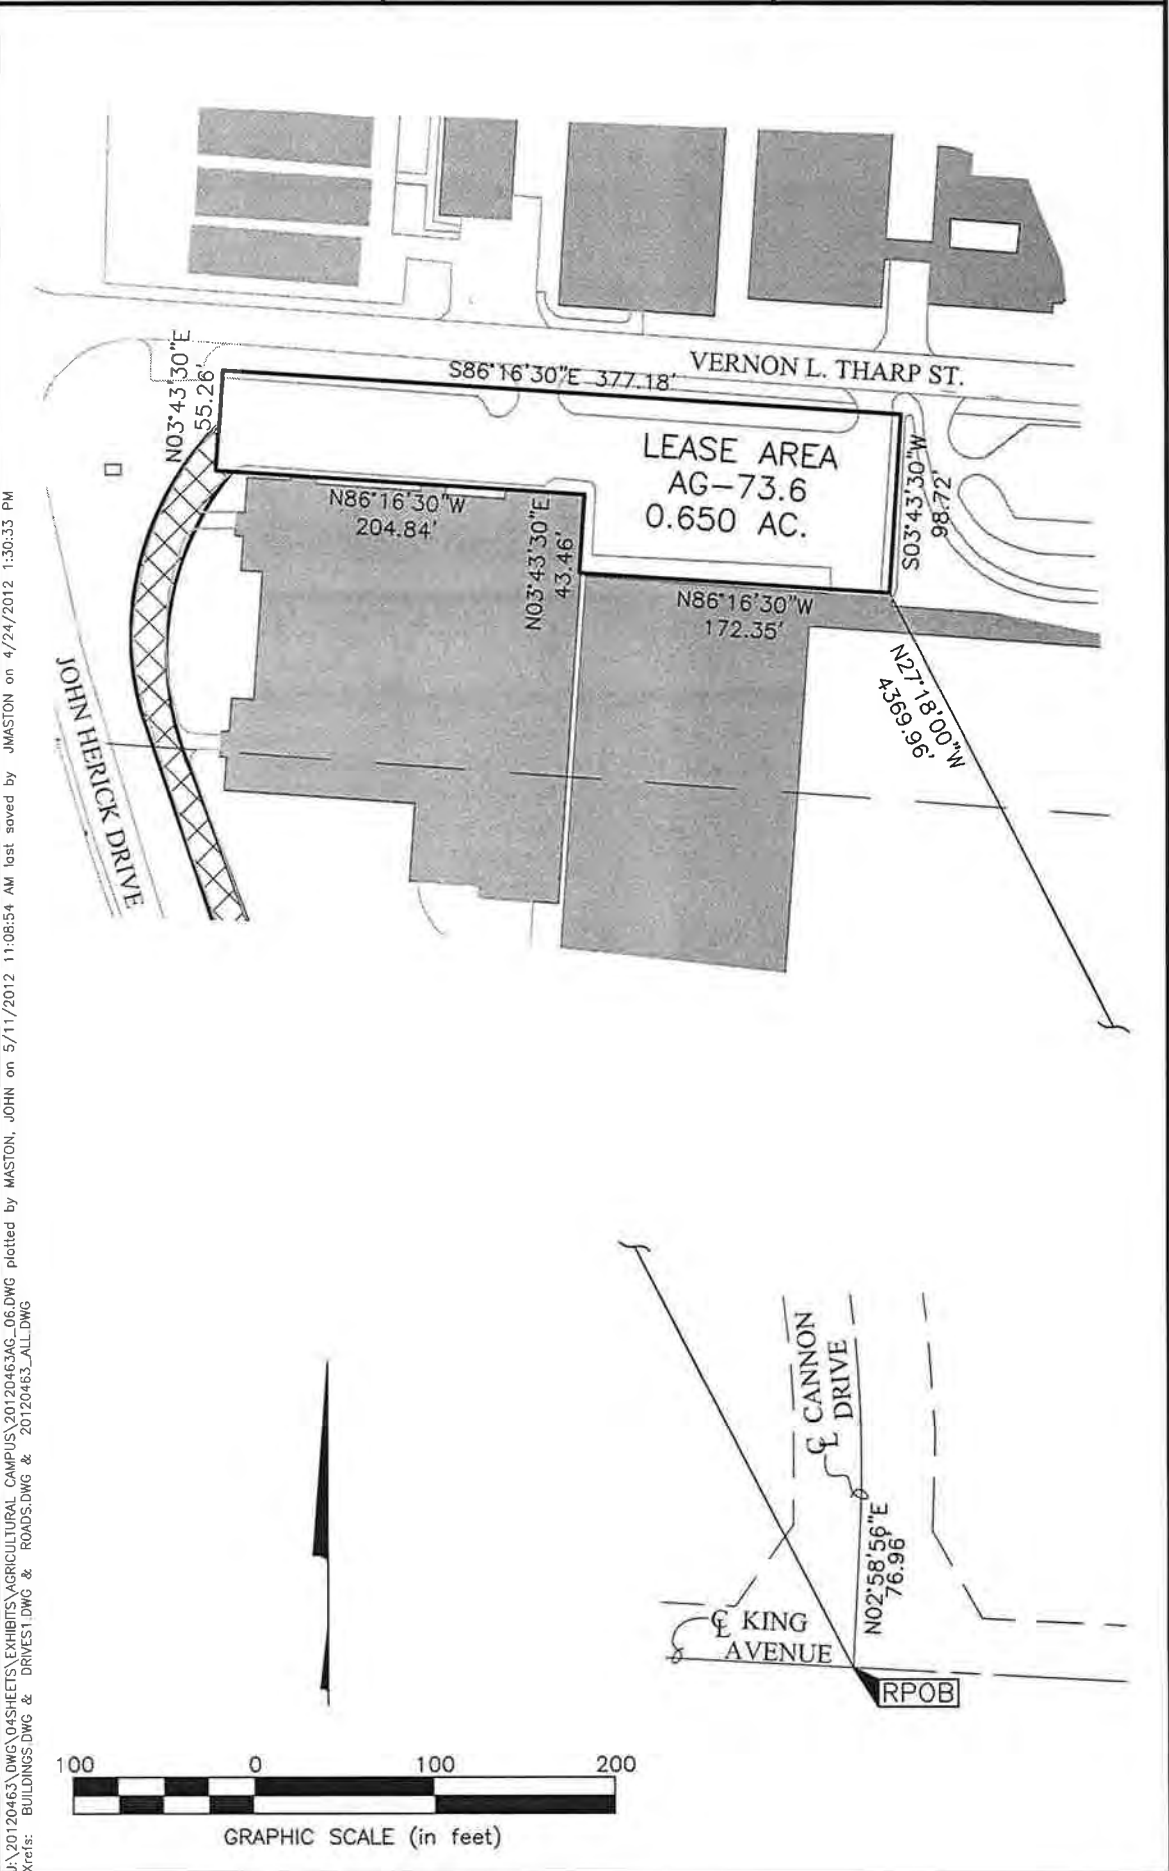 VERNON L. THARP ST.
S86°16'30"E 377.18'
N03°43'30"E
55.26'
LEASE AREA
AG-73.6
0.650 AC.
N86°16'30"W
204.84'
N03°43'30"E
43.46'
S03°43'30"W
98.72'
N86°16'30"W
172.35'
N27°18'00"W
4369.96'
JOHN HERICK DRIVE
℄ CANNON
DRIVE
N02°58'56"E
76.96'
℄ KING
AVENUE
RPOB
100 0 100 200
GRAPHIC SCALE (in feet)
J:\20120463\DWG\04SHEETS\EXHIBITS\AGRICULTURAL CAMPUS\20120463AG_06.DWG plotted by MASTON, JOHN on 5/11/2012 11:08:54 AM last saved by JMASTON on 4/24/2012 1:30:33 PM
Xrefs: BUILDINGS.DWG & DRIVES1.DWG & ROADS.DWG & 20120463_ALL.DWG